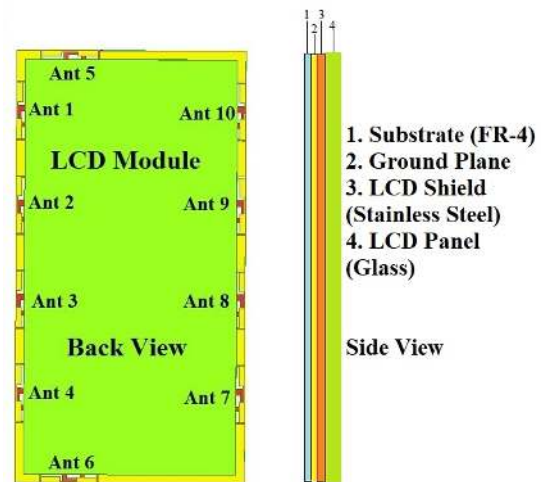 1 3
2 4
Ant 5
Ant 1
Ant 10
LCD Module
Ant 2
Ant 9
Ant 3
Ant 8
Back View
Ant 4
Ant 7
Ant 6
1. Substrate (FR-4)
2. Ground Plane
3. LCD Shield
(Stainless Steel)
4. LCD Panel
(Glass)
Side View